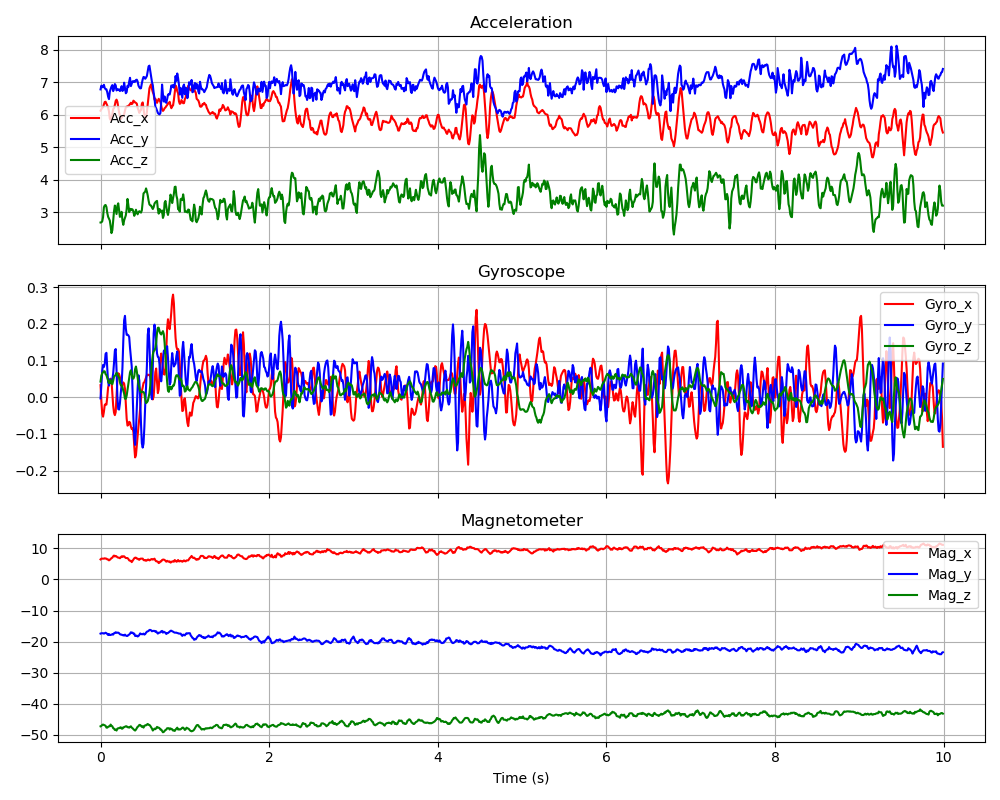 Acceleration
8
7
6
5
4
3
Acc_x
Acc_y
Acc_z
Gyroscope
0.3
0.2
0.1
0.0
−0.1
−0.2
Gyro_x
Gyro_y
Gyro_z
Magnetometer
10
0
−10
−20
−30
−40
−50
Mag_x
Mag_y
Mag_z
0 2 4 6 8 10
Time (s)